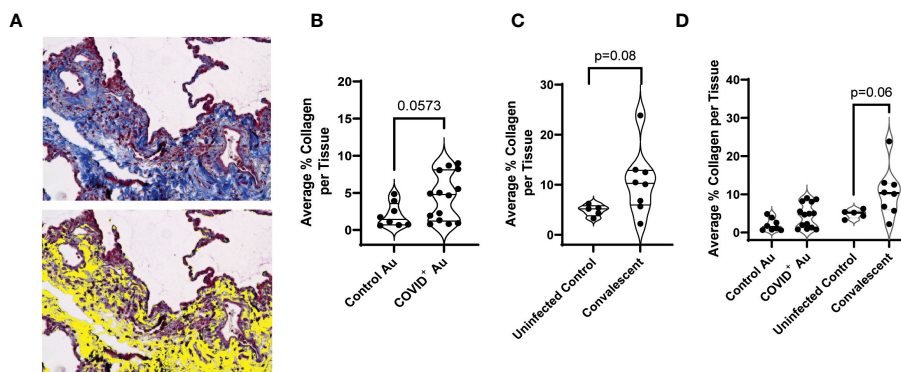 A
B
C
D
Average % Collagen
per Tissue
20
15
10
5
0
0.0573
Control Au
COVID⁺ Au
Average % Collagen
per Tissue
30
20
10
0
p=0.08
Uninfected Control
Convalescent
Average % Collagen per Tissue
40
30
20
10
0
p=0.06
Control Au
COVID⁺ Au
Uninfected Control
Convalescent